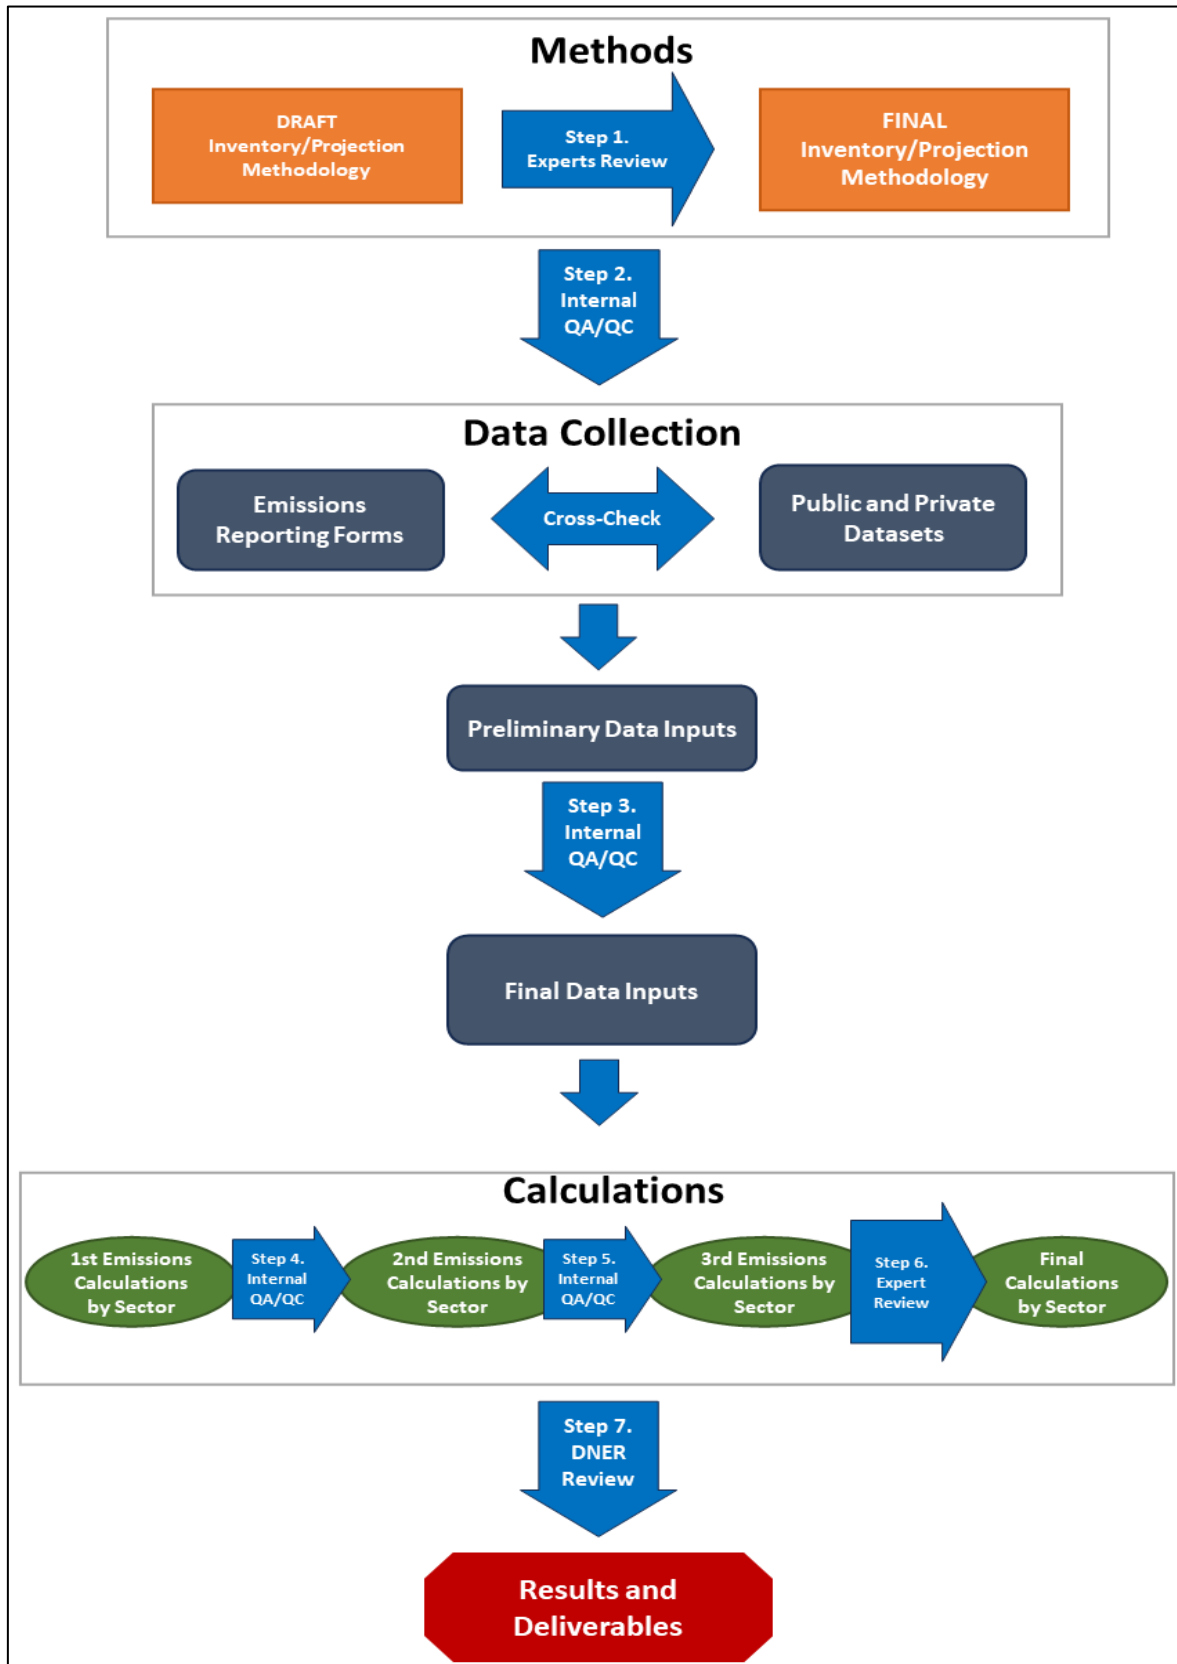 Methods
DRAFT
Inventory/Projection
Methodology
Step 1.
Experts Review
FINAL
Inventory/Projection
Methodology
Step 2.
Internal
QA/QC
Data Collection
Emissions
Reporting Forms
Cross-Check
Public and Private
Datasets
Preliminary Data Inputs
Step 3.
Internal
QA/QC
Final Data Inputs
Calculations
1st Emissions
Calculations
by Sector
Step 4.
Internal
QA/QC
2nd Emissions
Calculations by
Sector
Step 5.
Internal
QA/QC
3rd Emissions
Calculations by
Sector
Step 6.
Expert
Review
Final
Calculations
by Sector
Step 7.
DNER
Review
Results and
Deliverables